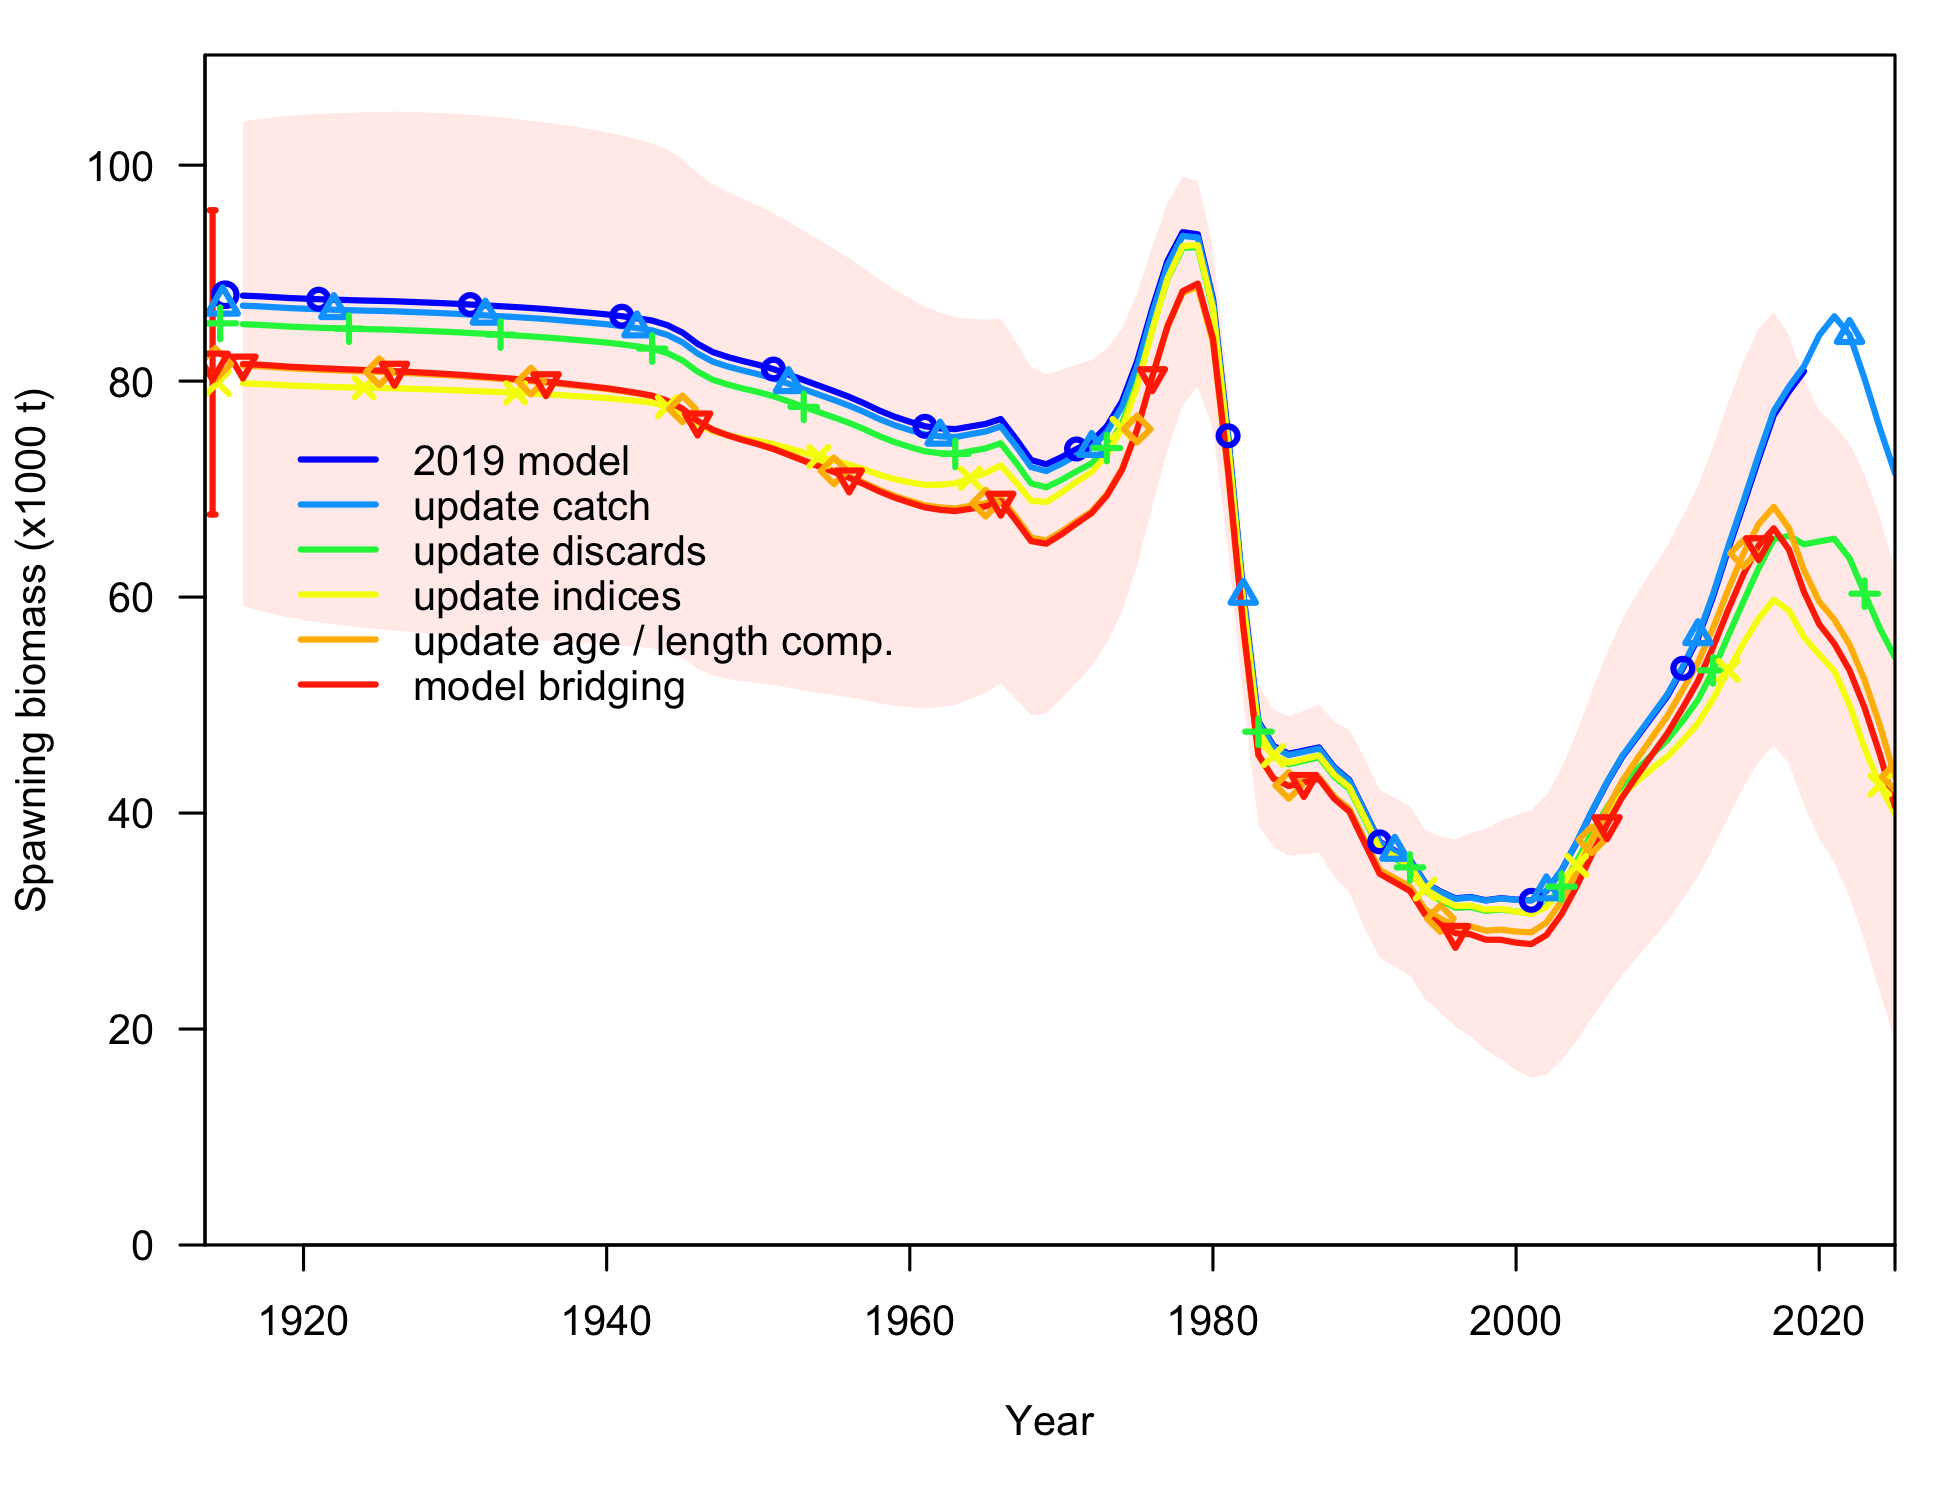 Spawning biomass (x1000 t)
100
80
60
40
20
0
2019 model
update catch
update discards
update indices
update age / length comp.
model bridging
1920 1940 1960 1980 2000 2020
Year